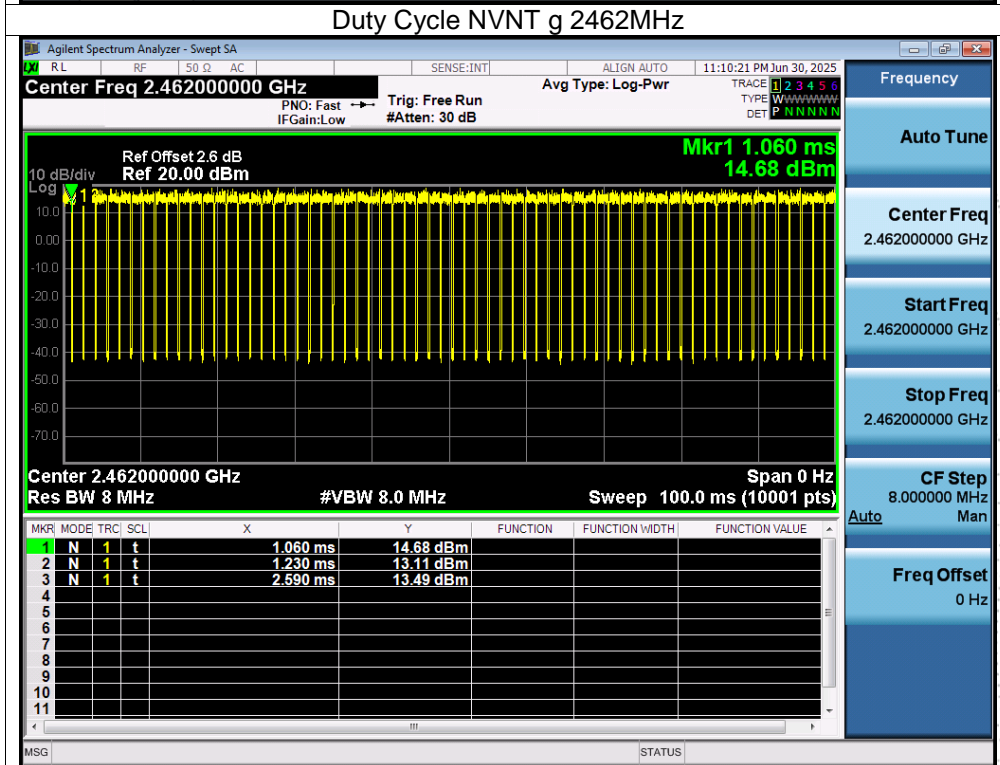 Duty Cycle NVNT g 2462MHz
Agilent Spectrum Analyzer - Swept SA
LXI RL RF 50 Ω AC SENSE:INT ALIGN AUTO 11:10:21 PM Jun 30, 2025
Center Freq 2.462000000 GHz
PNO: Fast
IFGain:Low
Trig: Free Run
#Atten: 30 dB
Avg Type: Log-Pwr
TRACE 1 2 3 4 5 6
TYPE WWWWWW
DET P N N N N N
Mkr1 1.060 ms
14.68 dBm
Ref Offset 2.6 dB
Ref 20.00 dBm
10 dB/div
Log
1 2
10.0
0.00
-10.0
-20.0
-30.0
-40.0
-50.0
-60.0
-70.0
Center 2.462000000 GHz Span 0 Hz
Res BW 8 MHz #VBW 8.0 MHz Sweep 100.0 ms (10001 pts)
MKR MODE TRC SCL X Y FUNCTION FUNCTION WIDTH FUNCTION VALUE
1 N 1 t 1.060 ms 14.68 dBm
2 N 1 t 1.230 ms 13.11 dBm
3 N 1 t 2.590 ms 13.49 dBm
4
5
6
7
8
9
10
11
MSG STATUS
Frequency
Auto Tune
Center Freq
2.462000000 GHz
Start Freq
2.462000000 GHz
Stop Freq
2.462000000 GHz
CF Step
8.000000 MHz
Auto Man
Freq Offset
0 Hz